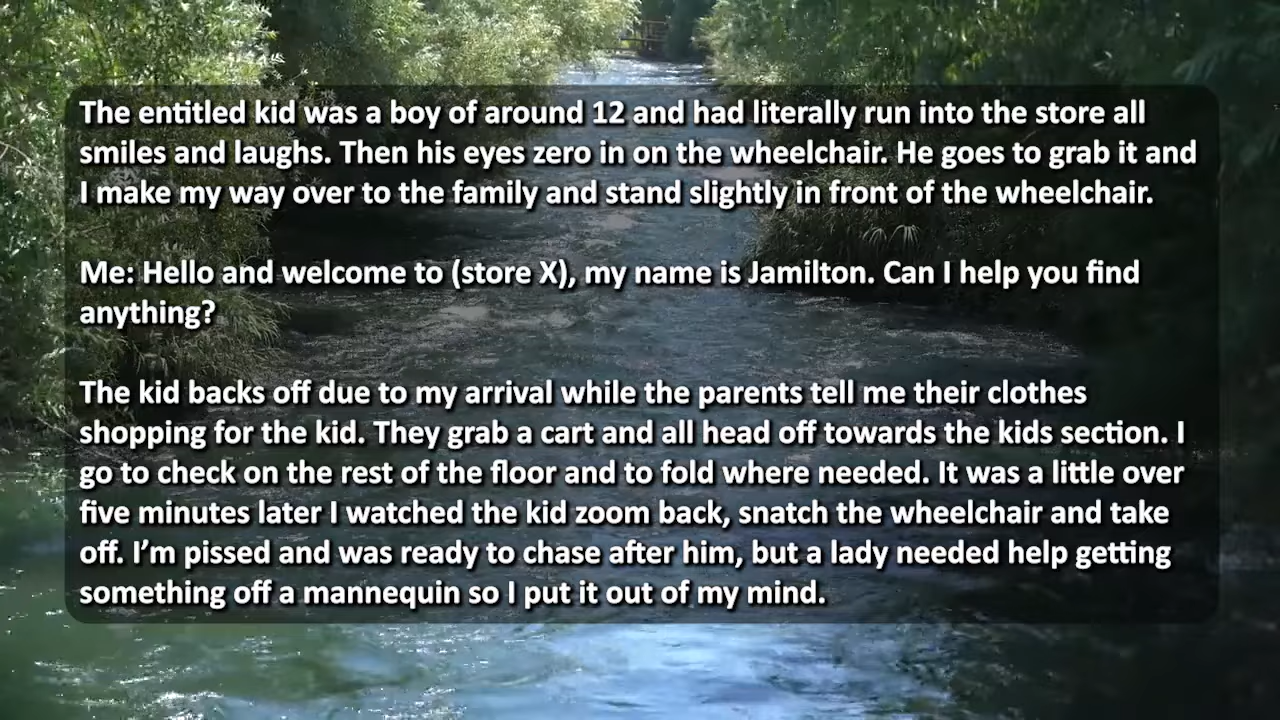 The entitled kid was a boy of around 12 and had literally run into the store all
smiles and laughs. Then his eyes zero in on the wheelchair. He goes to grab it and
I make my way over to the family and stand slightly in front of the wheelchair.
Me: Hello and welcome to (store X), my name is Jamilton. Can I help you find
anything?
The kid backs off due to my arrival while the parents tell me their clothes
shopping for the kid. They grab a cart and all head off towards the kids section. I
go to check on the rest of the floor and to fold where needed. It was a little over
five minutes later I watched the kid zoom back, snatch the wheelchair and take
off. I’m pissed and was ready to chase after him, but a lady needed help getting
something off a mannequin so I put it out of my mind.